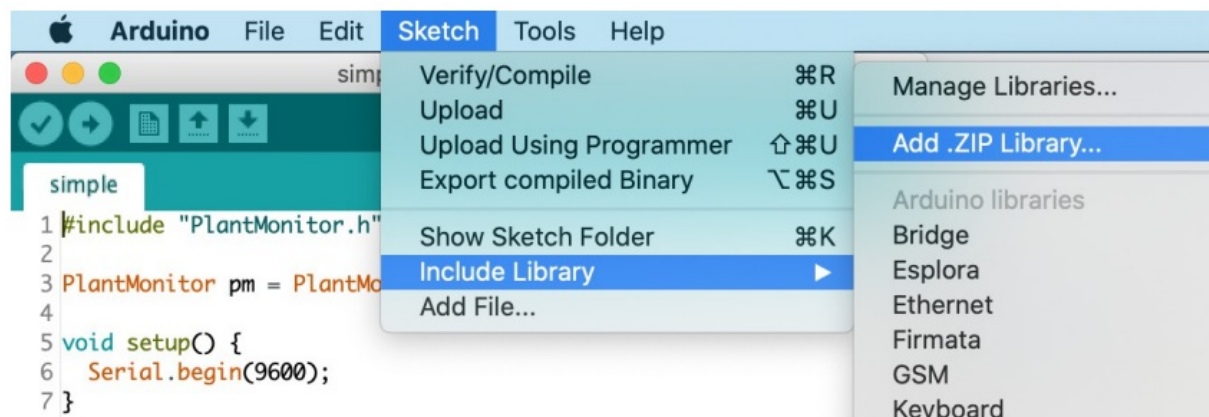 Arduino File Edit Sketch Tools Help
simp
simple
1 #include "PlantMonitor.h"
2
3 PlantMonitor pm = PlantMo
4
5 void setup() {
6 Serial.begin(9600);
7 }
Verify/Compile ⌘R
Upload ⌘U
Upload Using Programmer ⇧⌘U
Export compiled Binary ⌥⌘S
Show Sketch Folder ⌘K
Include Library ▶
Add File...
Manage Libraries...
Add .ZIP Library...
Arduino libraries
Bridge
Esplora
Ethernet
Firmata
GSM
Keyboard